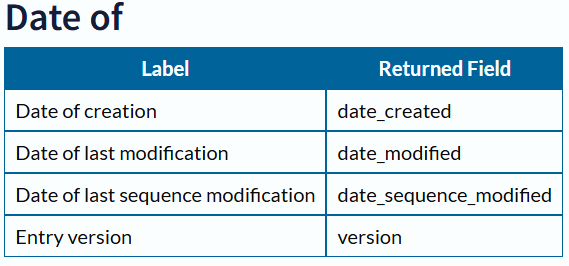 Date of
Label Returned Field
Date of creation date_created
Date of last modification date_modified
Date of last sequence modification date_sequence_modified
Entry version version